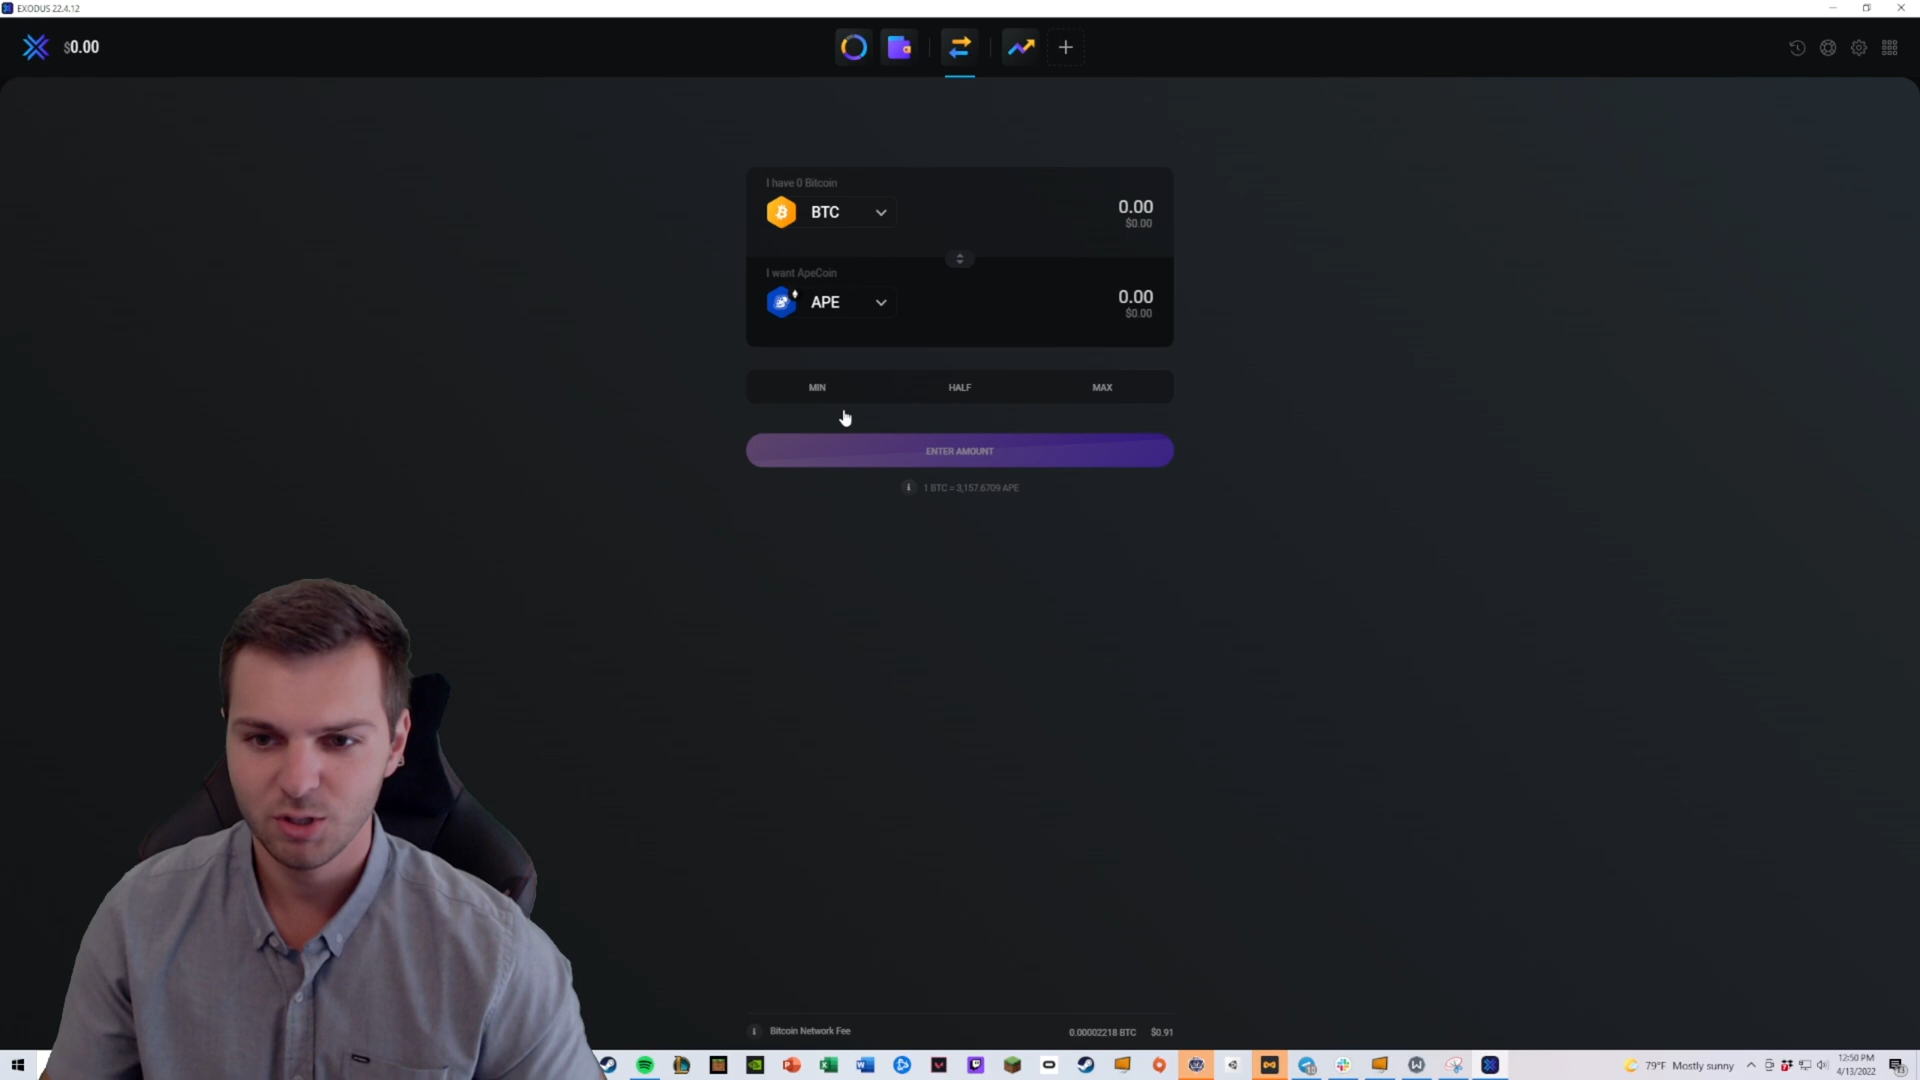 EXODUS 22.4.12
$0.00
I have 0 Bitcoin
BTC
0.00
$0.00
I want ApeCoin
APE
0.00
$0.00
MIN
HALF
MAX
ENTER AMOUNT
1 BTC = 3,157.6709 APE
Bitcoin Network Fee
0.00002218 BTC
$0.91
79°F Mostly sunny
12:50 PM
4/13/2022